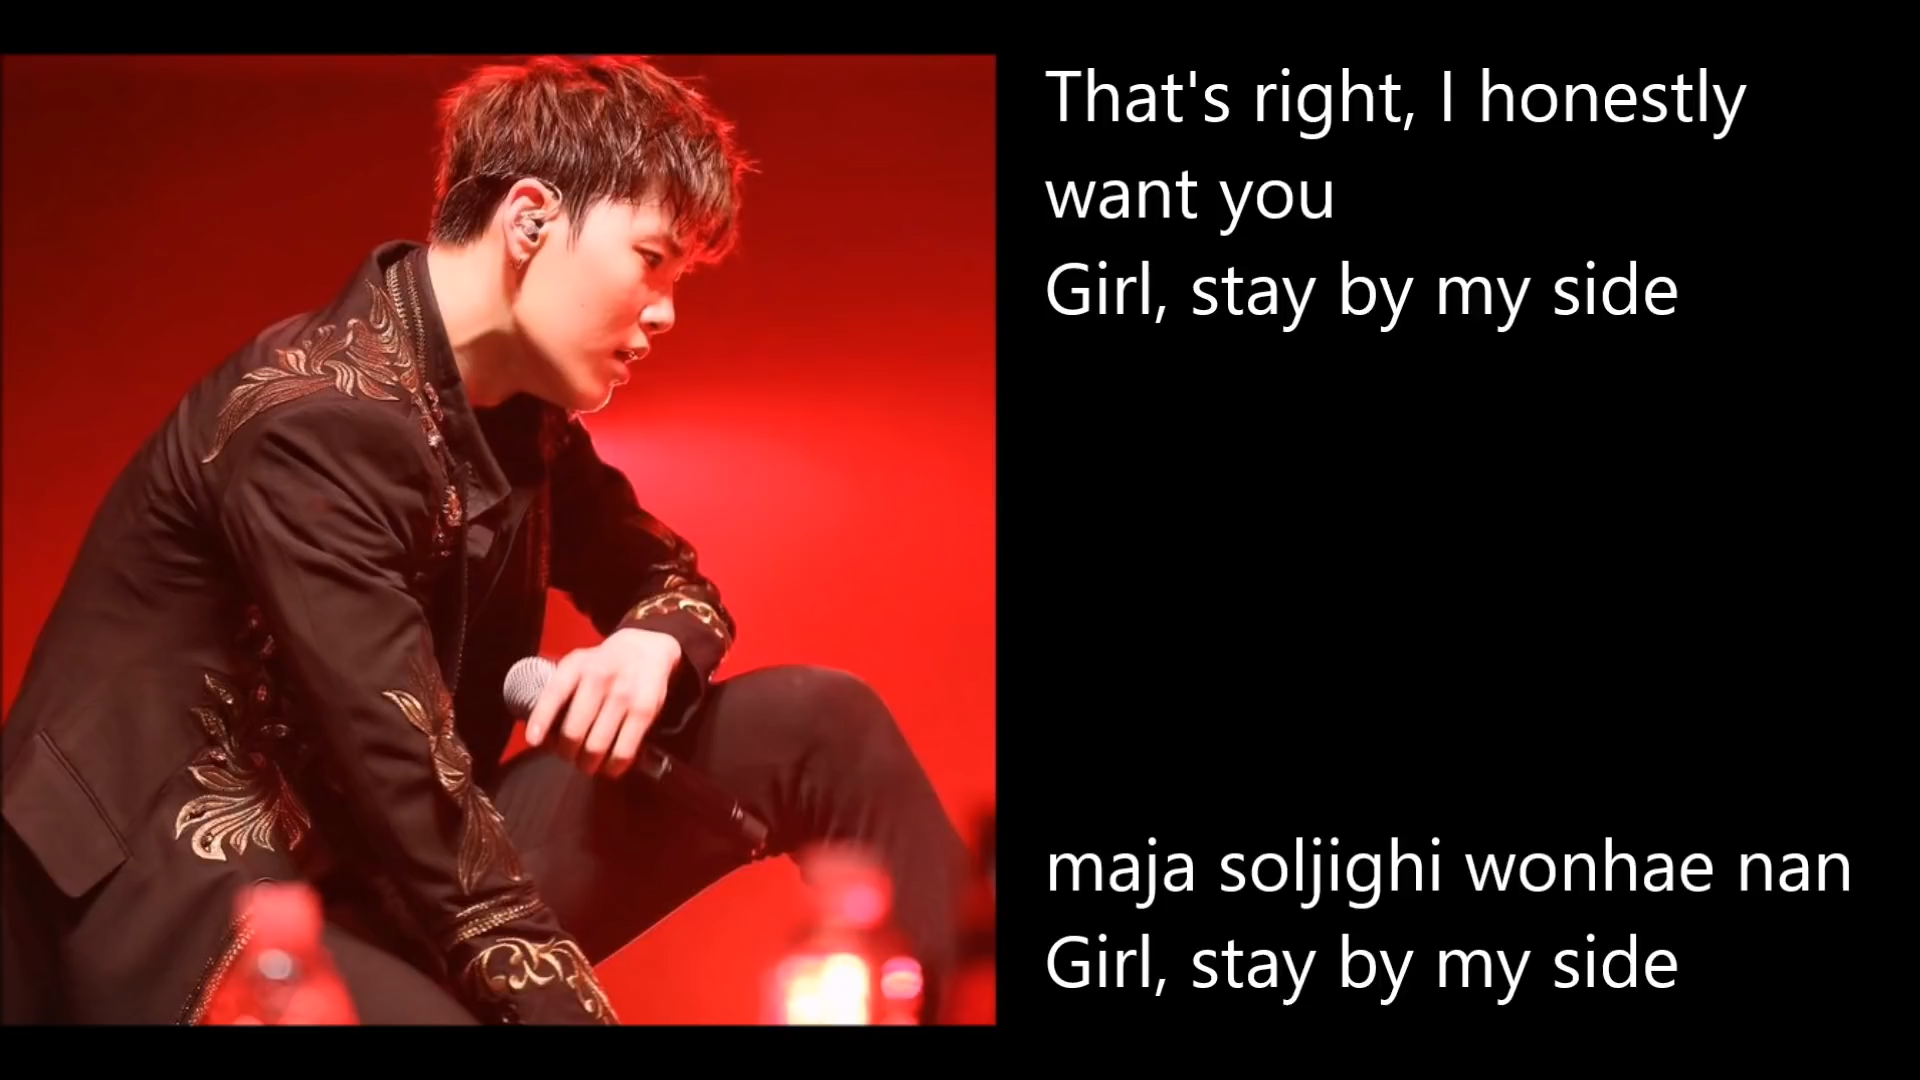 That's right, I honestly
want you
Girl, stay by my side
maja soljighi wonhae nan
Girl, stay by my side